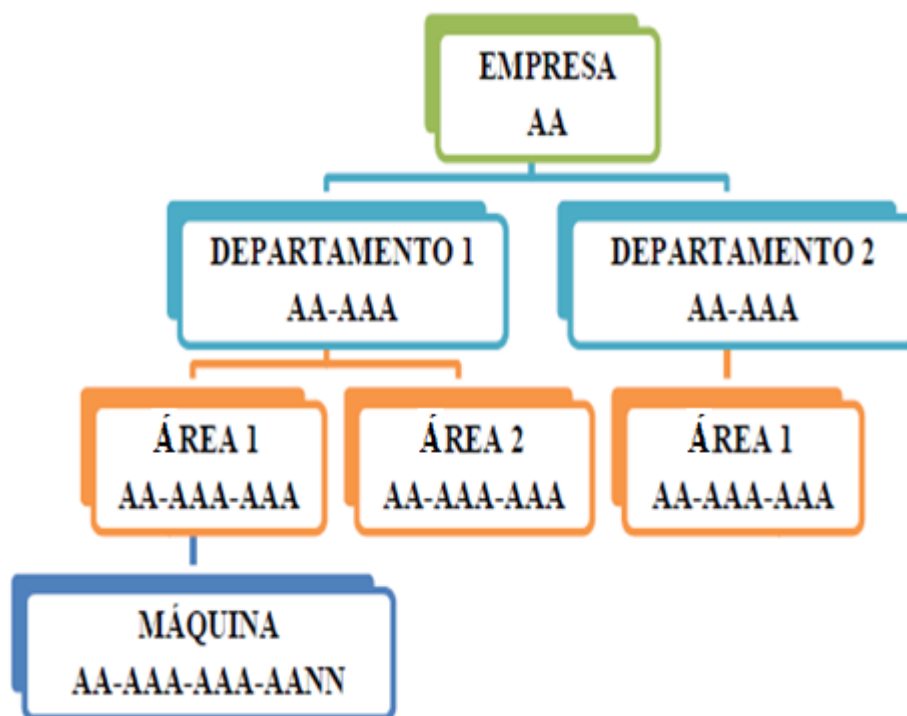 EMPRESA
AA
DEPARTAMENTO 1
AA-AAA
DEPARTAMENTO 2
AA-AAA
ÁREA 1
AA-AAA-AAA
ÁREA 2
AA-AAA-AAA
ÁREA 1
AA-AAA-AAA
MÁQUINA
AA-AAA-AAA-AANN